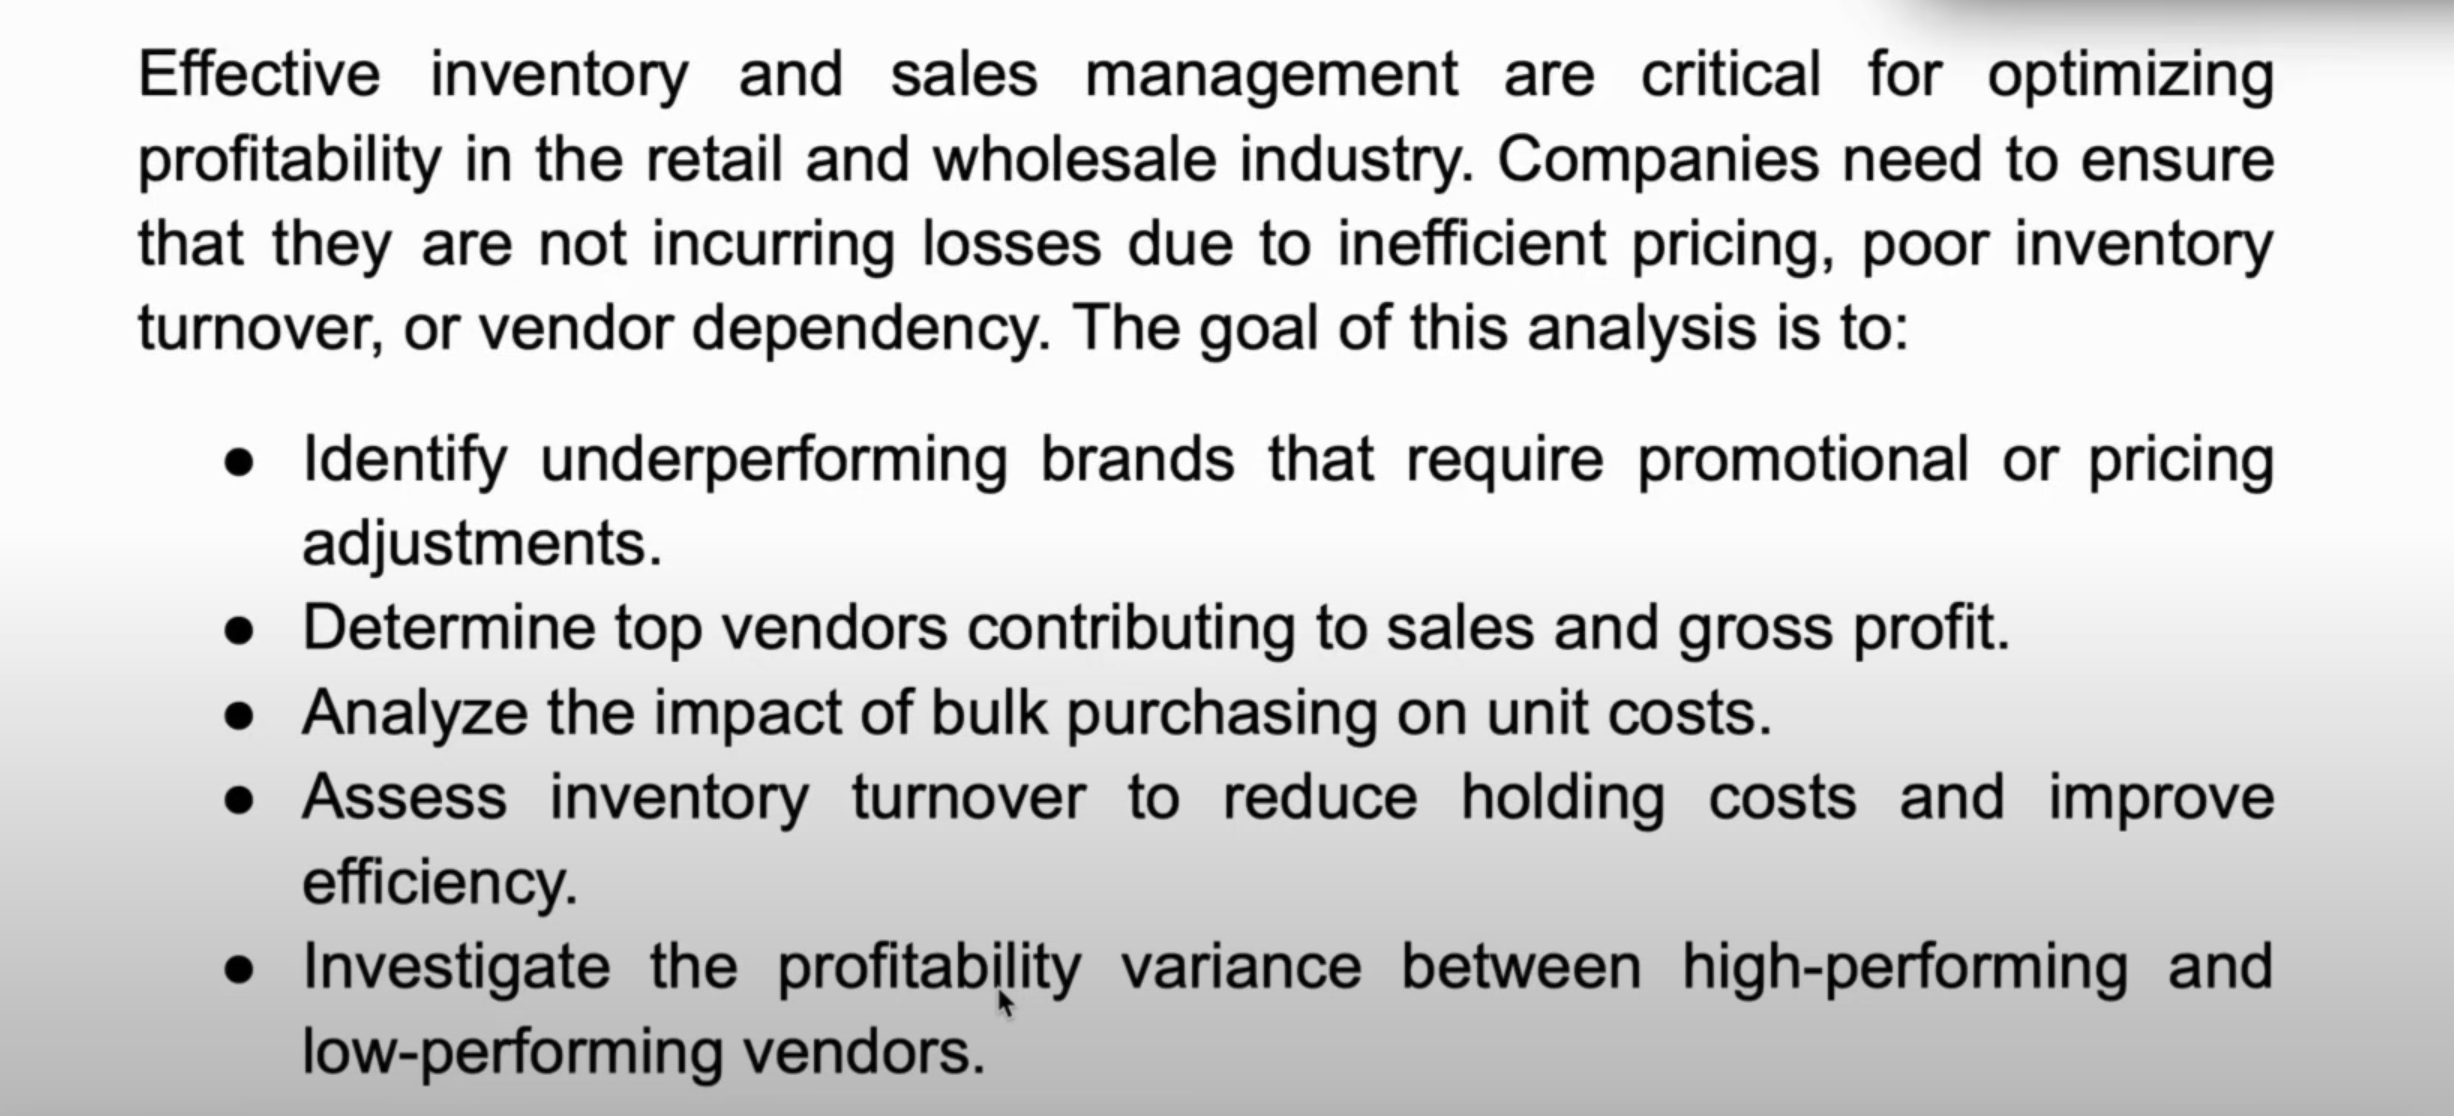 Effective inventory and sales management are critical for optimizing
profitability in the retail and wholesale industry. Companies need to ensure
that they are not incurring losses due to inefficient pricing, poor inventory
turnover, or vendor dependency. The goal of this analysis is to:
● Identify underperforming brands that require promotional or pricing
adjustments.
● Determine top vendors contributing to sales and gross profit.
● Analyze the impact of bulk purchasing on unit costs.
● Assess inventory turnover to reduce holding costs and improve
efficiency.
● Investigate the profitability variance between high-performing and
low-performing vendors.